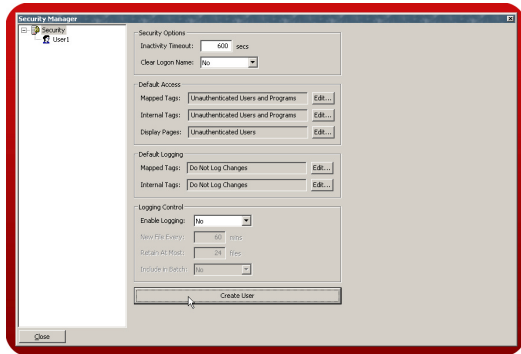 Security Manager
Security
User1
Security Options
Inactivity Timeout: 600 secs
Clear Logon Name: No
Default Access
Mapped Tags: Unauthenticated Users and Programs Edit...
Internal Tags: Unauthenticated Users and Programs Edit...
Display Pages: Unauthenticated Users Edit...
Default Logging
Mapped Tags: Do Not Log Changes Edit...
Internal Tags: Do Not Log Changes Edit...
Logging Control
Enable Logging: No
New File Every: 60 mins
Retain At Most: 24 files
Include in Batch: No
Create User
Close